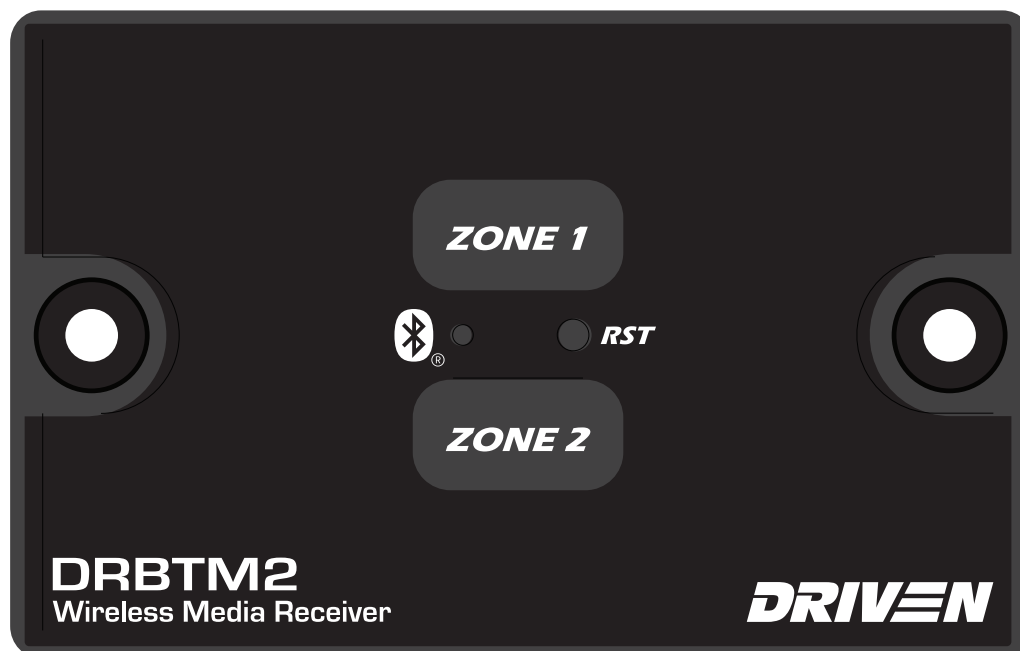 ZONE 1
® RST
ZONE 2
DRBTM2
Wireless Media Receiver
DRIVEN